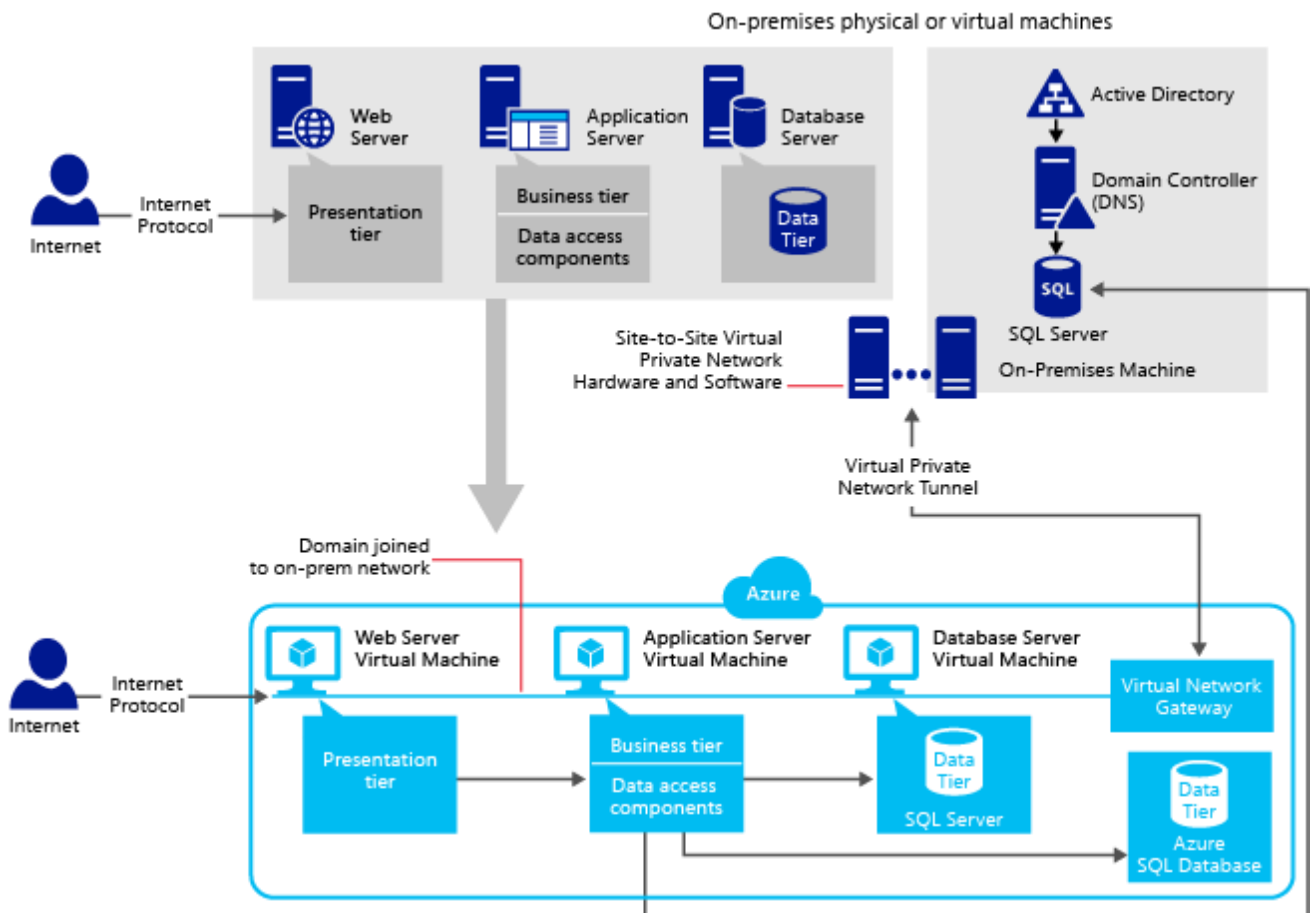 On-premises physical or virtual machines
Web
Server
Application
Server
Database
Server
Active Directory
Internet
Internet
Protocol
Presentation
tier
Business tier
Data access
components
Data
Tier
Domain Controller
(DNS)
SQL
SQL Server
On-Premises Machine
Site-to-Site Virtual
Private Network
Hardware and Software
Virtual Private
Network Tunnel
Domain joined
to on-prem network
Azure
Web Server
Virtual Machine
Application Server
Virtual Machine
Database Server
Virtual Machine
Internet
Internet
Protocol
Virtual Network
Gateway
Presentation
tier
Business tier
Data access
components
Data
Tier
SQL Server
Data
Tier
Azure
SQL Database